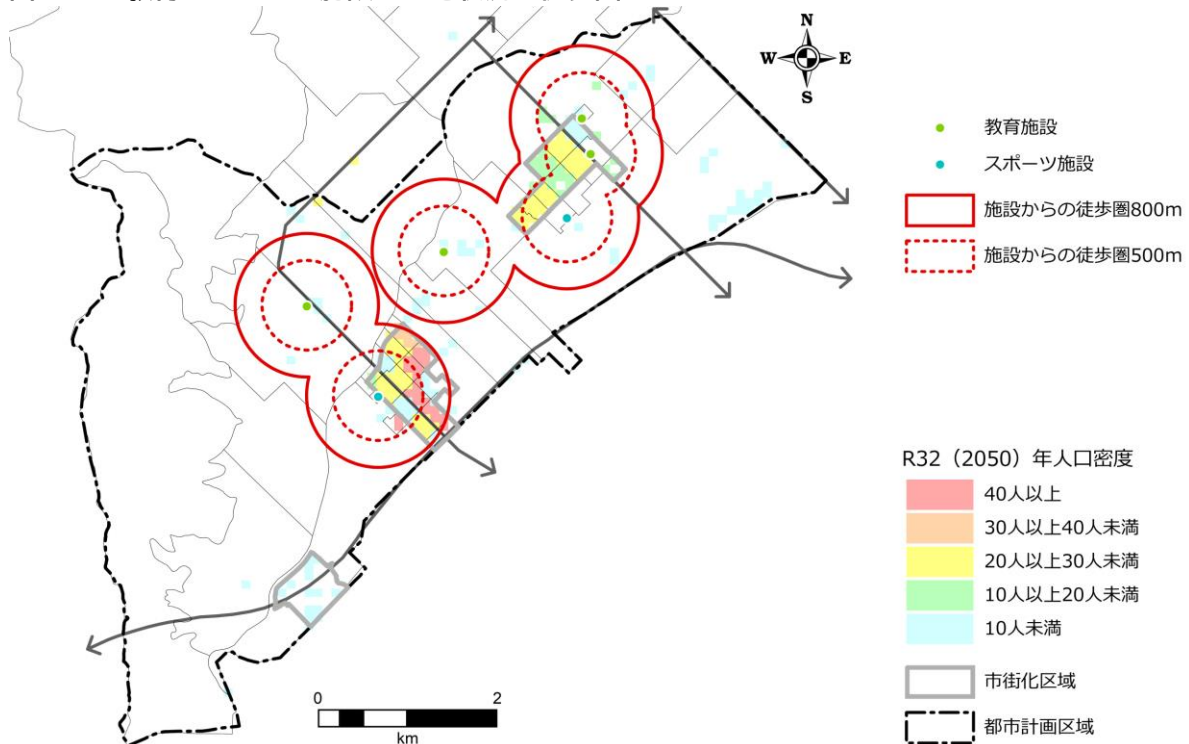 N
W E
S
教育施設
スポーツ施設
施設からの徒歩圏800m
施設からの徒歩圏500m
R32（2050）年人口密度
40人以上
30人以上40人未満
20人以上30人未満
10人以上20人未満
10人未満
市街化区域
都市計画区域
0 2
km